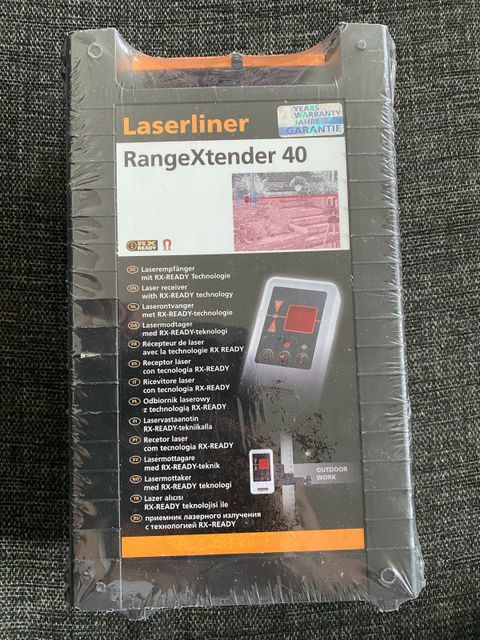 YEARS
WARRANTY
JAHRE
GARANTIE
Laserliner
RangeXtender 40
RX
READY
DE Laserempfänger
mit RX-READY Technologie
EN Laser receiver
with RX-READY technology
NL Laserontvanger
met RX-READY-technologie
DA Lasermodtager
med RX-READY-teknologi
FR Récepteur de laser
avec la technologie RX READY
ES Receptor láser
con tecnología RX-READY
IT Ricevitore laser
con tecnologia RX-READY
PL Odbiornik laserowy
z technologią RX-READY
FI Laservastaanotin
RX-READY-tekniikalla
PT Recetor laser
com tecnologia RX-READY
SV Lasermottagare
med RX-READY-teknik
NO Lasermottaker
med RX-READY teknologi
TR Lazer alıcısı
RX-READY teknolojisi ile
RU приемник лазерного излучения
с технологией RX-READY
OUTDOOR
WORK